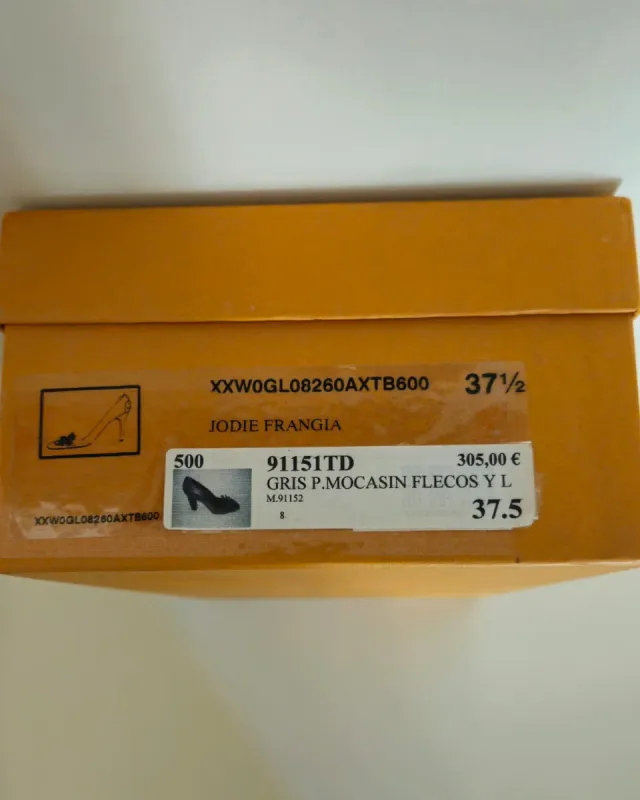 XXW0GL08260AXTB600 37½
JODIE FRANGIA
500 91151TD 305,00 €
GRIS P.MOCASIN FLECOS Y L
M.91152
8 37.5
XXW0GL08260AXTB600